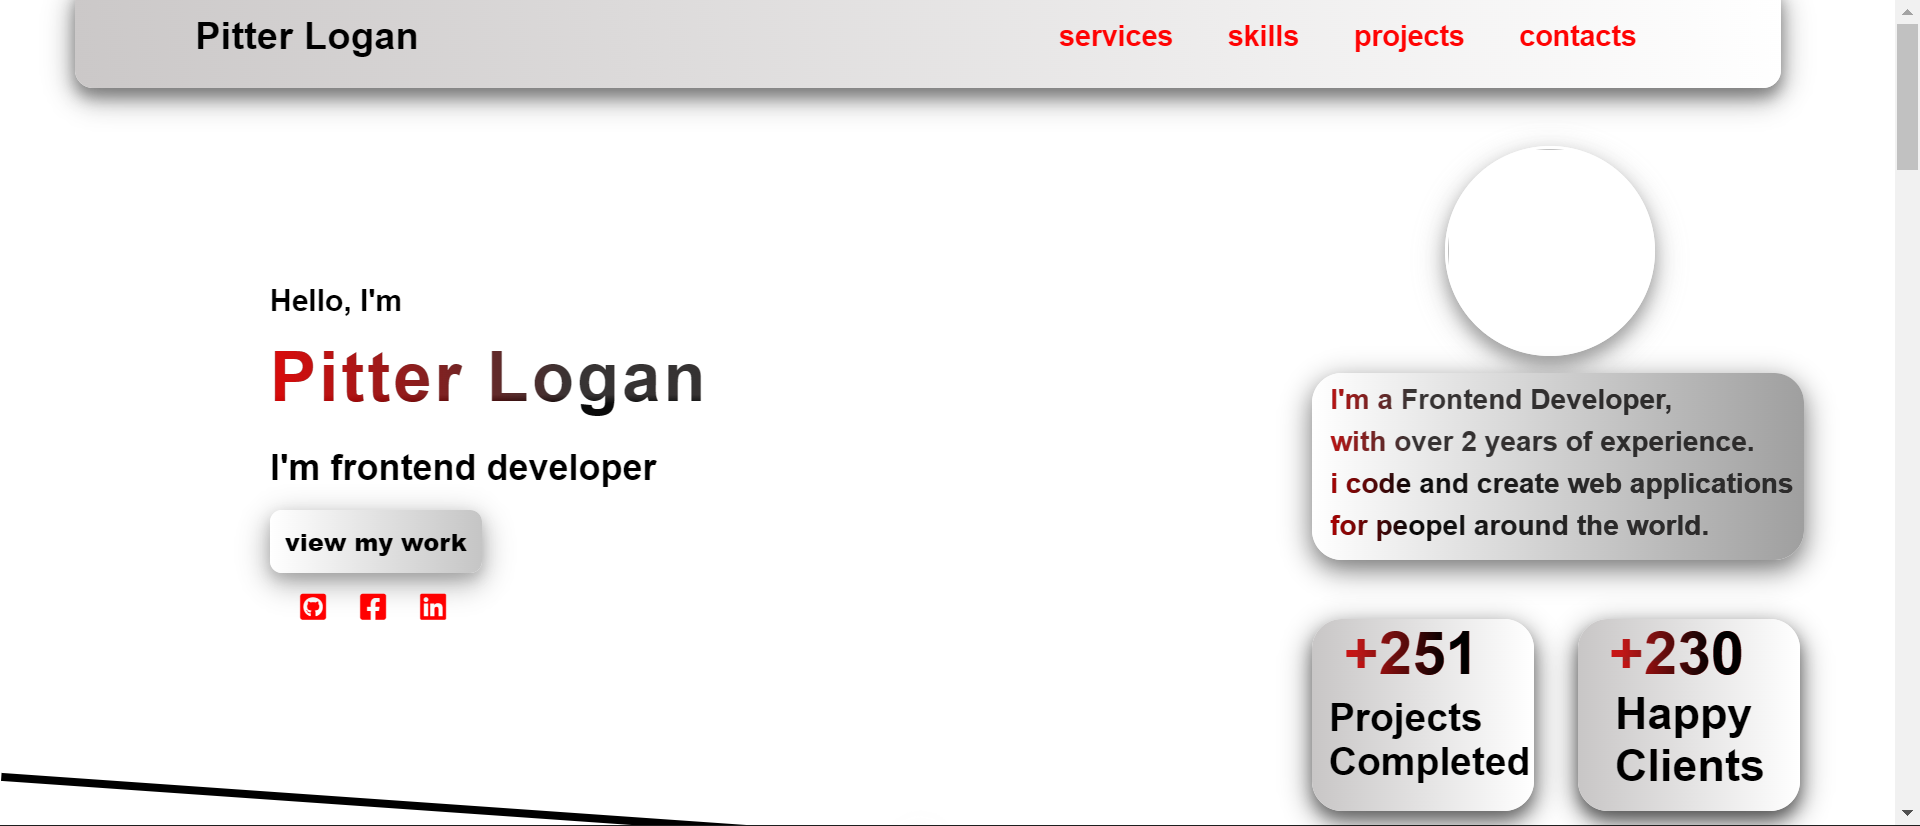 Pitter Logan
services skills projects contacts
Hello, I'm
Pitter Logan
I'm frontend developer
view my work
I'm a Frontend Developer,
with over 2 years of experience.
i code and create web applications
for peopel around the world.
+251
Projects
Completed
+230
Happy
Clients